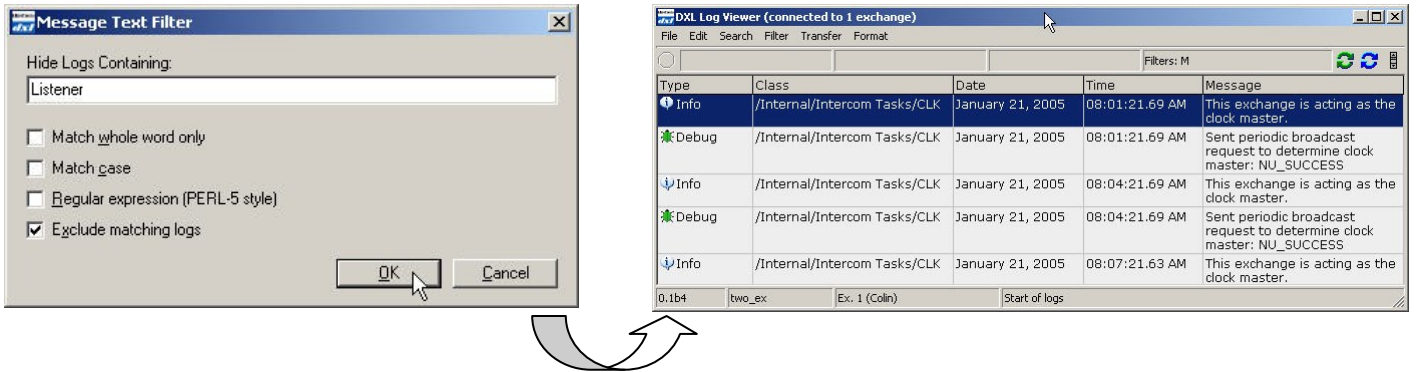 Message Text Filter
Hide Logs Containing:
Listener
Match whole word only
Match case
Regular expression (PERL-5 style)
Exclude matching logs
OK Cancel
DXL Log Viewer (connected to 1 exchange)
File Edit Search Filter Transfer Format
Filters: M
Type Class Date Time Message
Info /Internal/Intercom Tasks/CLK January 21, 2005 08:01:21.69 AM This exchange is acting as the
clock master.
Debug /Internal/Intercom Tasks/CLK January 21, 2005 08:01:21.69 AM Sent periodic broadcast
request to determine clock
master: NU_SUCCESS
Info /Internal/Intercom Tasks/CLK January 21, 2005 08:04:21.69 AM This exchange is acting as the
clock master.
Debug /Internal/Intercom Tasks/CLK January 21, 2005 08:04:21.69 AM Sent periodic broadcast
request to determine clock
master: NU_SUCCESS
Info /Internal/Intercom Tasks/CLK January 21, 2005 08:07:21.63 AM This exchange is acting as the
clock master.
0.1b4 two_ex Ex. 1 (Colin) Start of logs